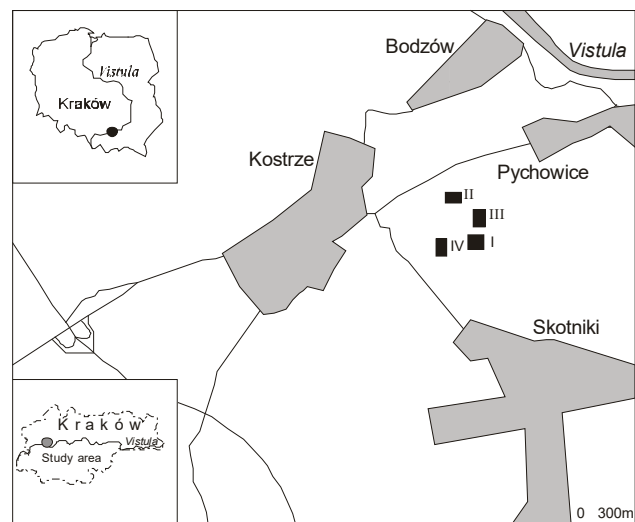 Bodzów
Vistula
Vistula
Kraków
Kostrze
Pychowice
II
III
IV
I
Skotniki
Kraków
Vistula
Study area
0 300m